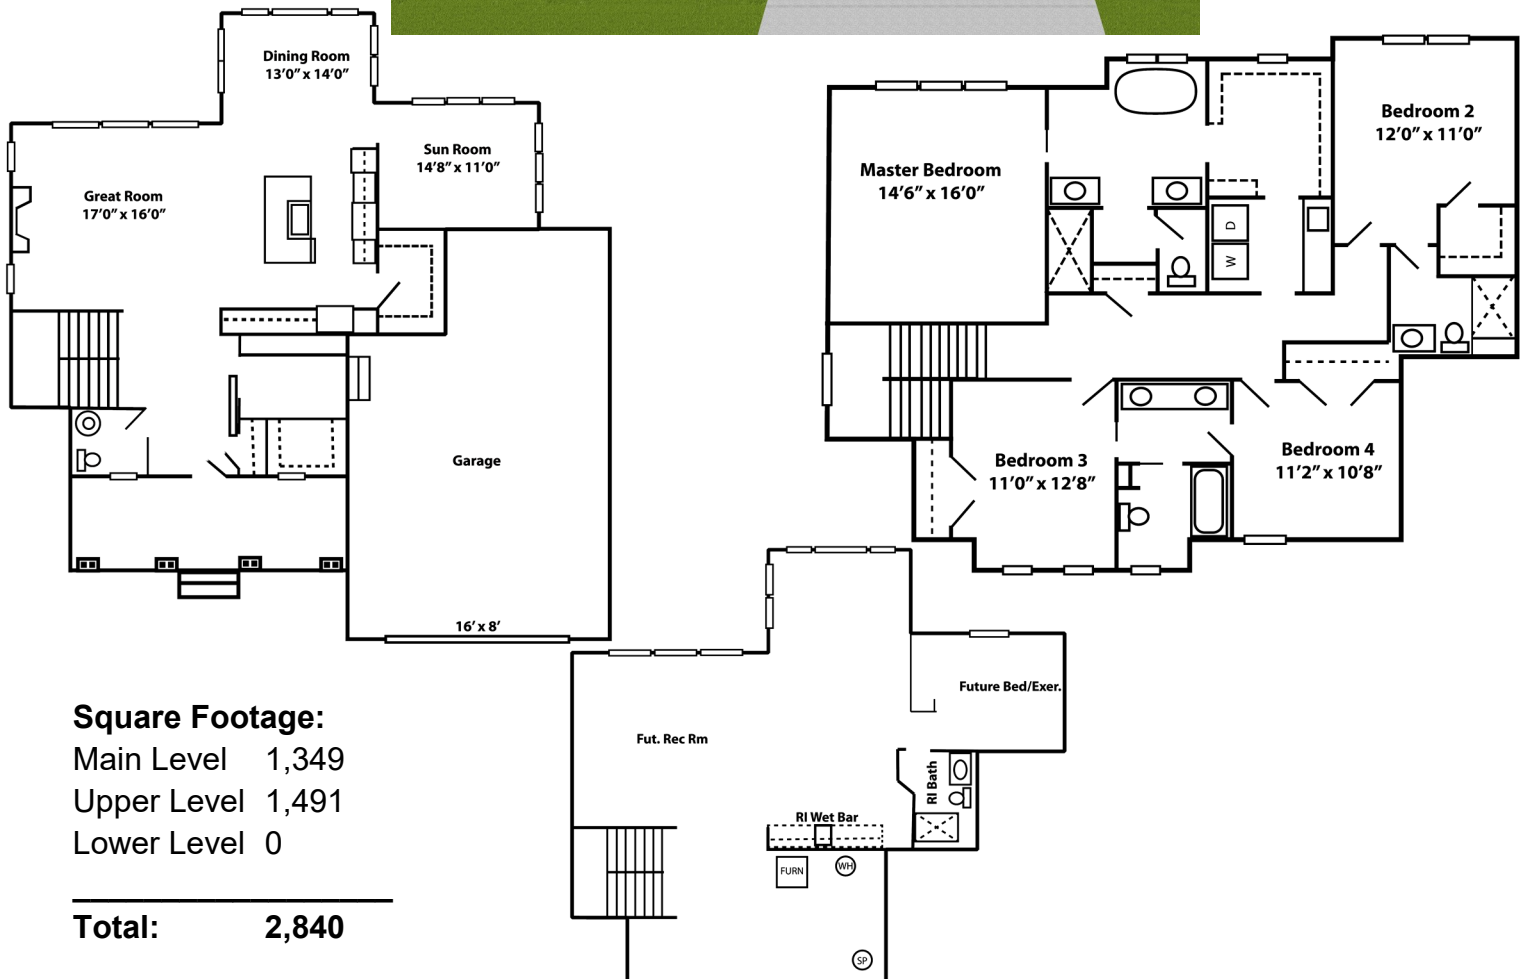 Dining Room
13’0” x 14’0”
Sun Room
14’8” x 11’0”
Great Room
17’0” x 16’0”
Garage
16’ x 8’
Master Bedroom
14’6” x 16’0”
Bedroom 2
12’0” x 11’0”
D
W
Bedroom 3
11’0” x 12’8”
Bedroom 4
11’2” x 10’8”
Future Bed/Exer.
Fut. Rec Rm
RI Bath
RI Wet Bar
FURN
WH
SP
Square Footage:
Main Level 1,349
Upper Level 1,491
Lower Level 0
Total: 2,840